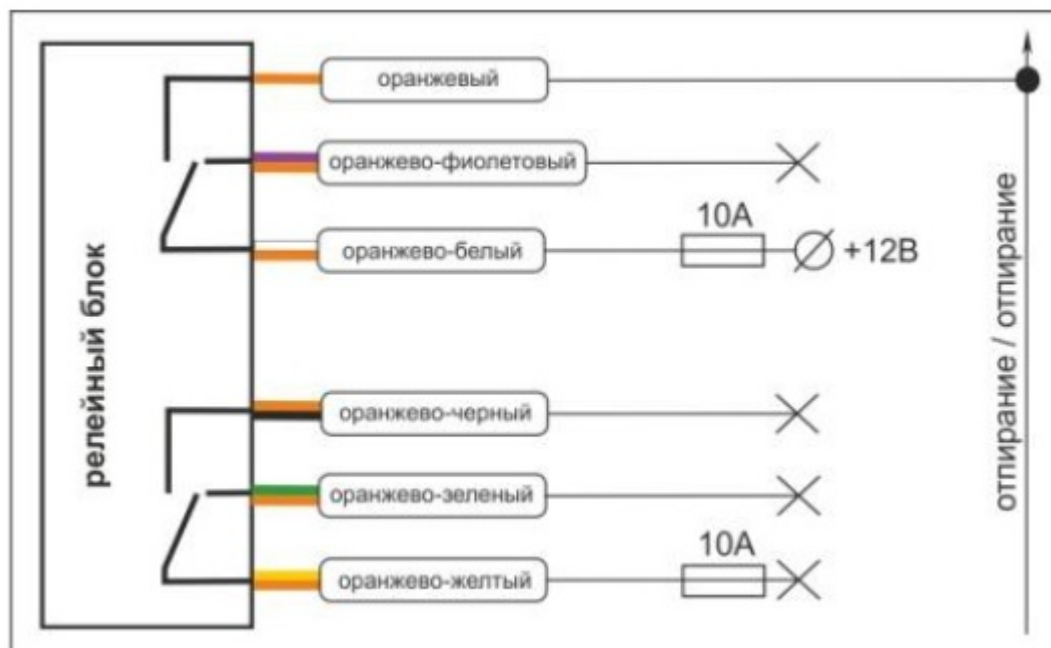 оранжевый
оранжево-фиолетовый
10А
оранжево-белый
+12В
релейный блок
оранжево-черный
оранжево-зеленый
10А
оранжево-желтый
отпирание / отпирание